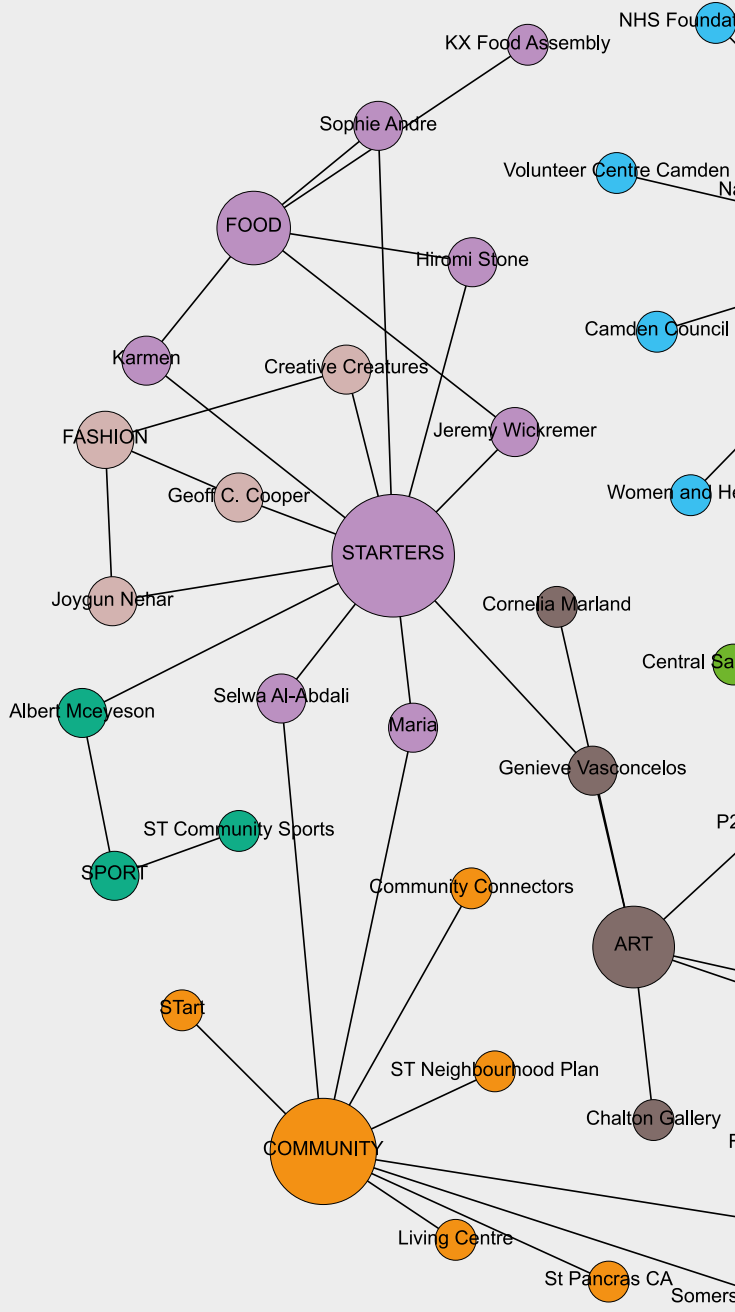 NHS Foundat
KX Food Assembly
Sophie Andre
Volunteer Centre Camden
Na
FOOD
Hiromi Stone
Camden Council
Karmen
Creative Creatures
FASHION
Jeremy Wickremer
Geoff C. Cooper
Women and He
STARTERS
Joygun Nehar
Cornelia Marland
Central Sa
Selwa Al-Abdali
Albert Mceyeson
Maria
Genieve Vasconcelos
P2
ST Community Sports
SPORT
Community Connectors
ART
STart
ST Neighbourhood Plan
Chalton Gallery
COMMUNITY
Living Centre
St Pancras CA
Somers